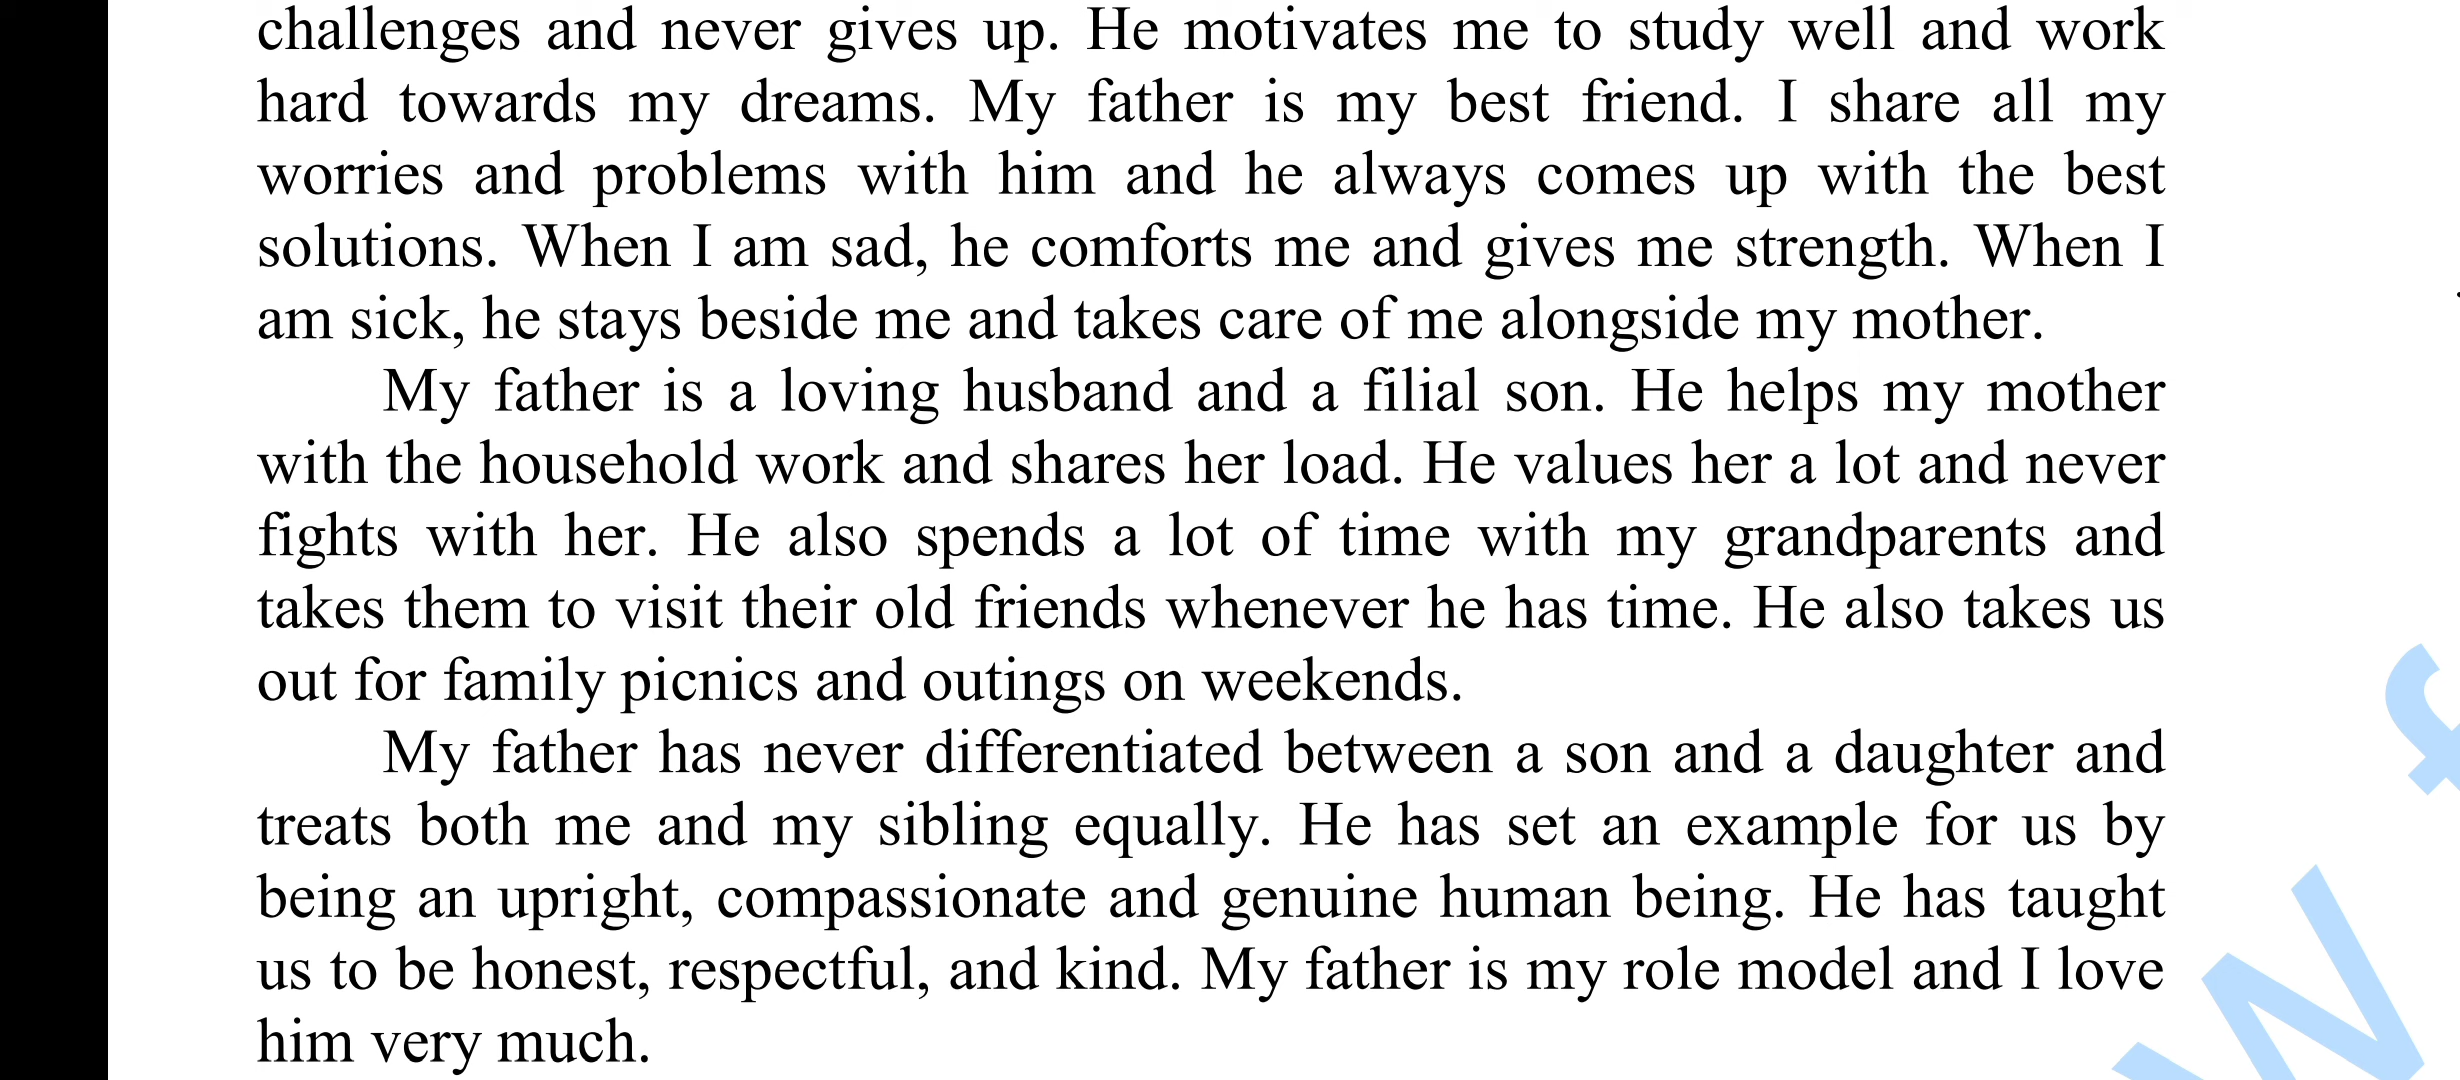 challenges and never gives up. He motivates me to study well and work
hard towards my dreams. My father is my best friend. I share all my
worries and problems with him and he always comes up with the best
solutions. When I am sad, he comforts me and gives me strength. When I
am sick, he stays beside me and takes care of me alongside my mother.
My father is a loving husband and a filial son. He helps my mother
with the household work and shares her load. He values her a lot and never
fights with her. He also spends a lot of time with my grandparents and
takes them to visit their old friends whenever he has time. He also takes us
out for family picnics and outings on weekends.
My father has never differentiated between a son and a daughter and
treats both me and my sibling equally. He has set an example for us by
being an upright, compassionate and genuine human being. He has taught
us to be honest, respectful, and kind. My father is my role model and I love
him very much.